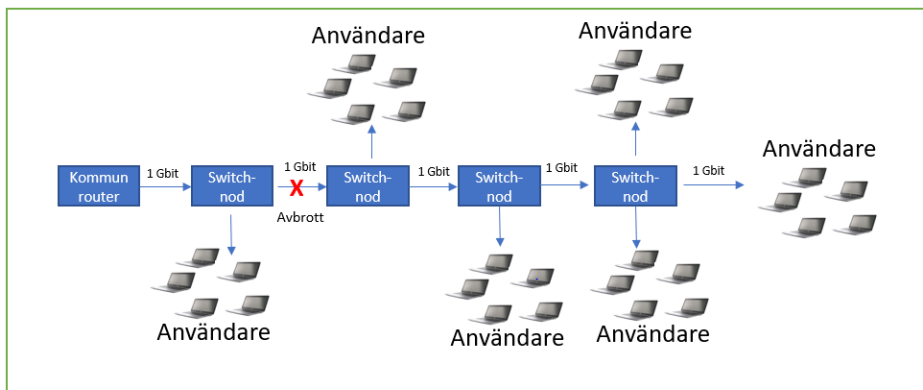 Användare
Användare
Kommun
router
1 Gbit
Switch-
nod
1 Gbit
X
Avbrott
Switch-
nod
1 Gbit
Switch-
nod
1 Gbit
Switch-
nod
1 Gbit
Användare
Användare
Användare
Användare